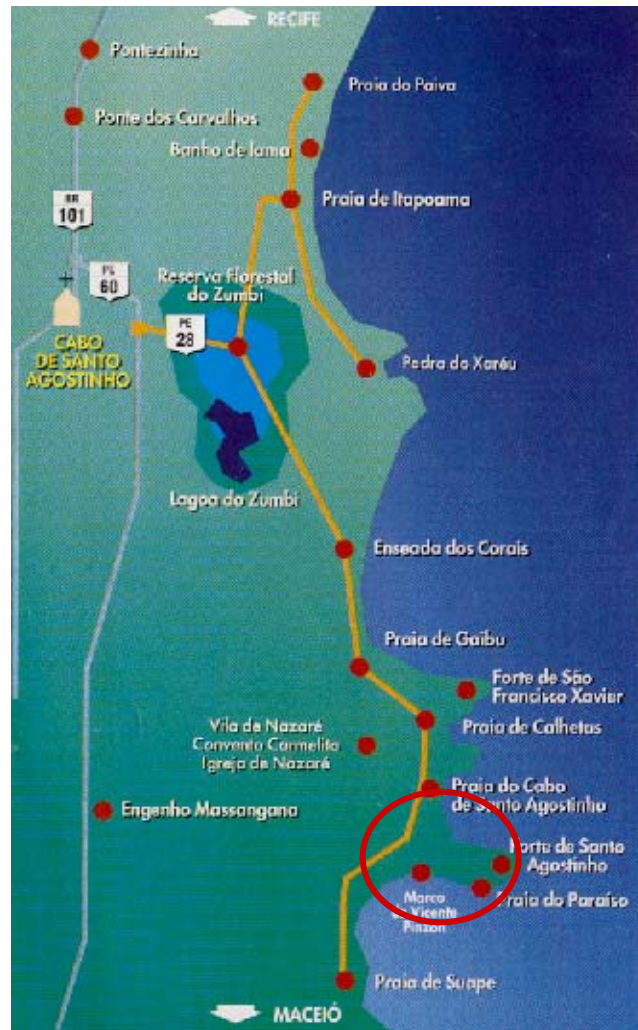 RECIFE
Pontezinha
Praia do Paiva
Ponte dos Carvalhos
Banho de lama
Praia de Itapoama
BR
101
PE
60
Reserva Florestal
do Zumbi
PE
28
CABO
DE SANTO
AGOSTINHO
Pedra do Xaréu
Lagoa do Zumbi
Enseada dos Corais
Praia de Gaibu
Forte de São
Francisco Xavier
Vila de Nazaré
Convento Carmelita
Igreja de Nazaré
Praia de Calhetas
Praia do Cabo
de Santo Agostinho
Engenho Massangana
Forte de Santo
Agostinho
Marco
de Vicente
Pinzon
Praia do Paraíso
Praia de Suape
MACEIÓ